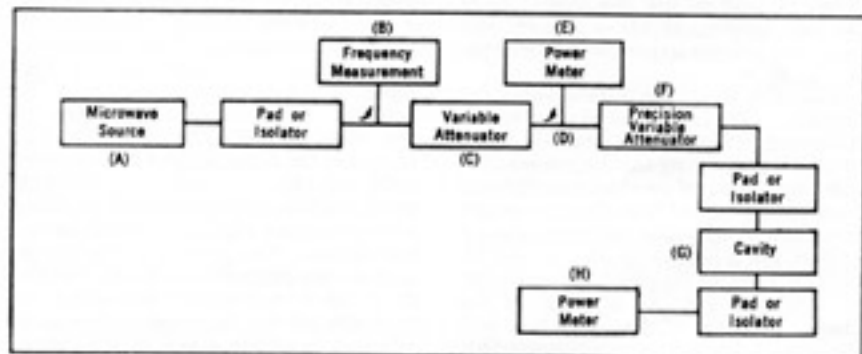 (B)
Frequency
Measurement
(E)
Power
Meter
(F)
Microwave
Source
(A)
Pad or
Isolator
Variable
Attenuator
(C)
(D)
Precision
Variable
Attenuator
Pad or
Isolator
(G)
Cavity
(H)
Power
Meter
Pad or
Isolator